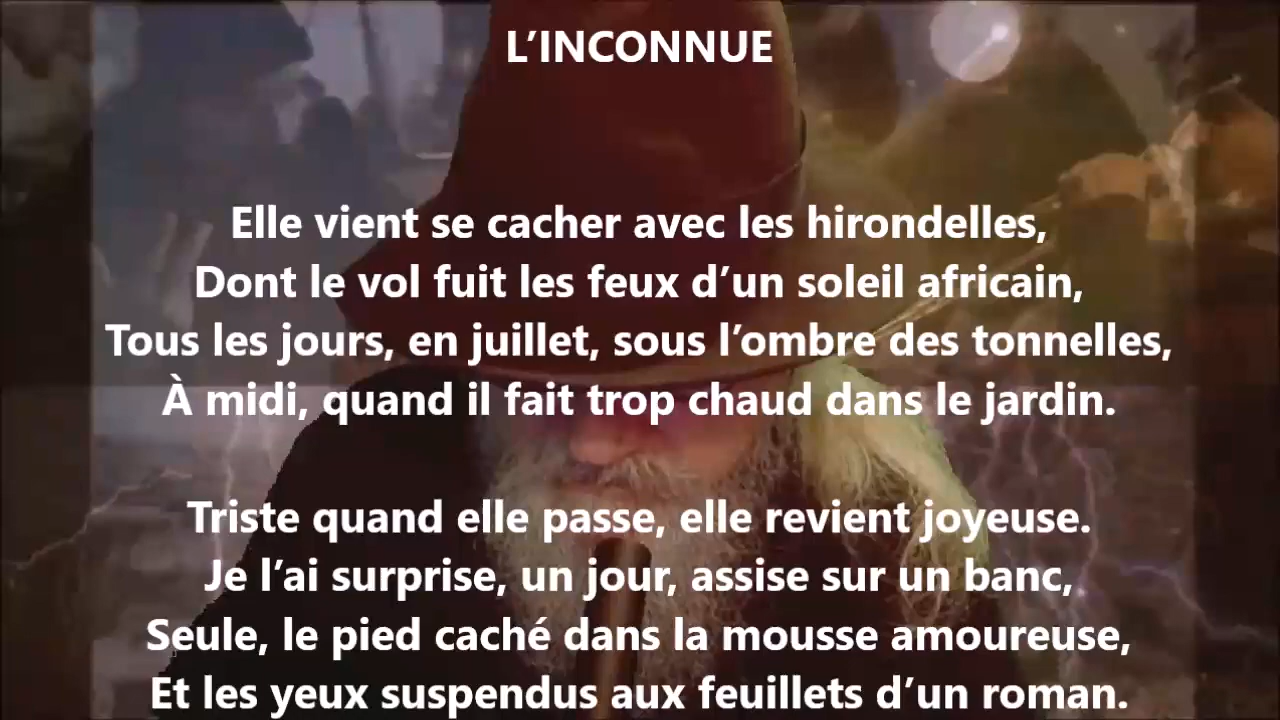 L’INCONNUE
Elle vient se cacher avec les hirondelles,
Dont le vol fuit les feux d’un soleil africain,
Tous les jours, en juillet, sous l’ombre des tonnelles,
À midi, quand il fait trop chaud dans le jardin.
Triste quand elle passe, elle revient joyeuse.
Je l’ai surprise, un jour, assise sur un banc,
Seule, le pied caché dans la mousse amoureuse,
Et les yeux suspendus aux feuillets d’un roman.